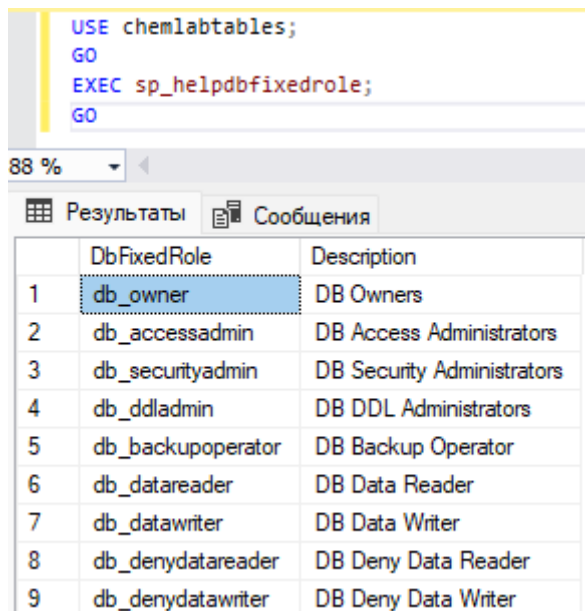 USE chemlabtables;
GO
EXEC sp_helpdbfixedrole;
GO
88 %
Результаты Сообщения
DbFixedRole Description
1 db_owner DB Owners
2 db_accessadmin DB Access Administrators
3 db_securityadmin DB Security Administrators
4 db_ddladmin DB DDL Administrators
5 db_backupoperator DB Backup Operator
6 db_datareader DB Data Reader
7 db_datawriter DB Data Writer
8 db_denydatareader DB Deny Data Reader
9 db_denydatawriter DB Deny Data Writer